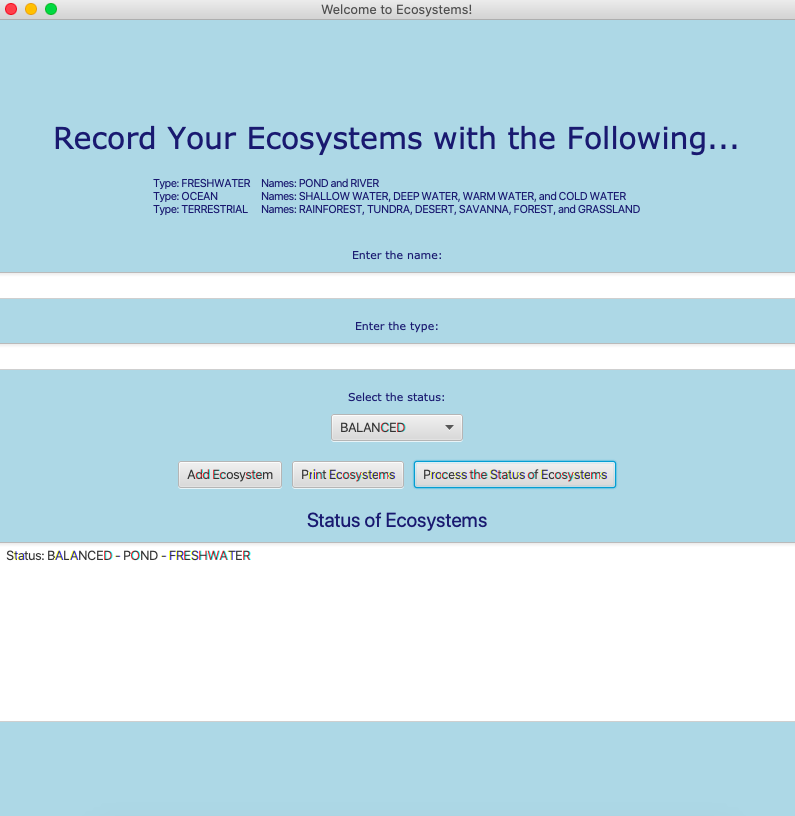 Welcome to Ecosystems!
Record Your Ecosystems with the Following...
Type: FRESHWATER Names: POND and RIVER
Type: OCEAN Names: SHALLOW WATER, DEEP WATER, WARM WATER, and COLD WATER
Type: TERRESTRIAL Names: RAINFOREST, TUNDRA, DESERT, SAVANNA, FOREST, and GRASSLAND
Enter the name:
Enter the type:
Select the status:
BALANCED
Add Ecosystem Print Ecosystems Process the Status of Ecosystems
Status of Ecosystems
Status: BALANCED - POND - FRESHWATER